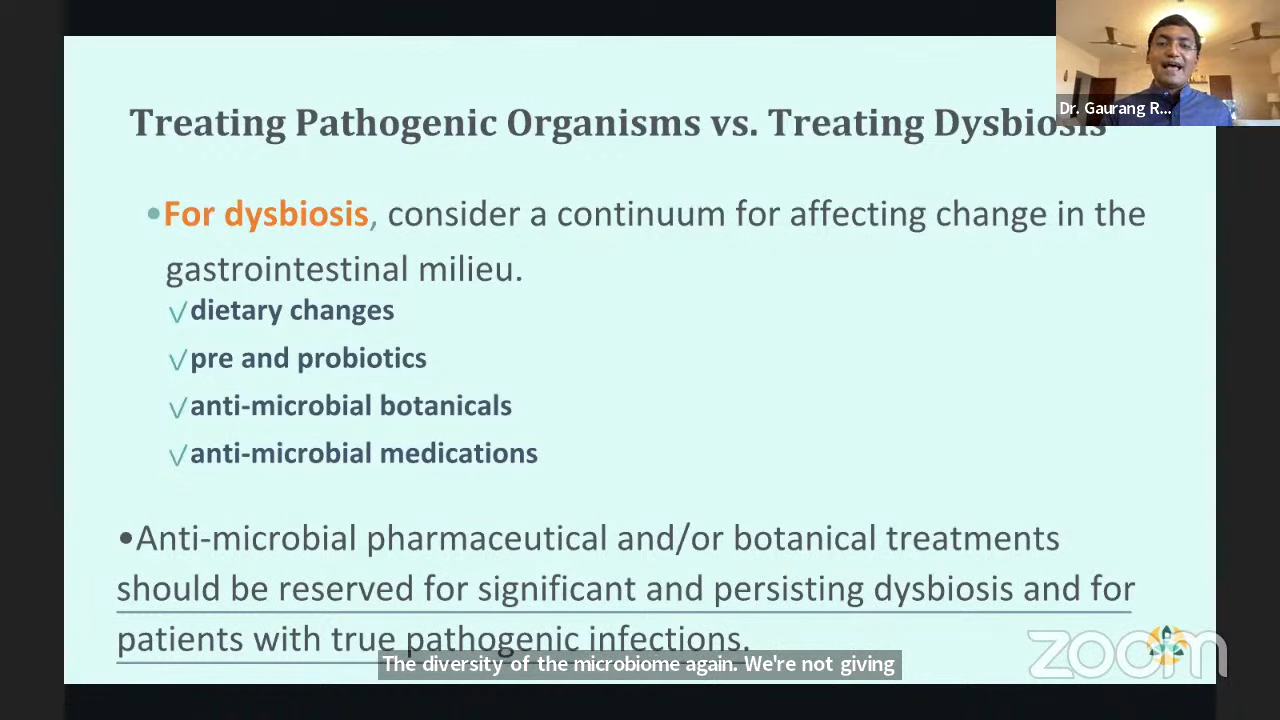 Dr. Gaurang R...
Treating Pathogenic Organisms vs. Treating Dysbiosis
•For dysbiosis, consider a continuum for affecting change in the
gastrointestinal milieu.
√dietary changes
√pre and probiotics
√anti-microbial botanicals
√anti-microbial medications
•Anti-microbial pharmaceutical and/or botanical treatments
should be reserved for significant and persisting dysbiosis and for
patients with true pathogenic infections.
zoom
The diversity of the microbiome again. We're not giving